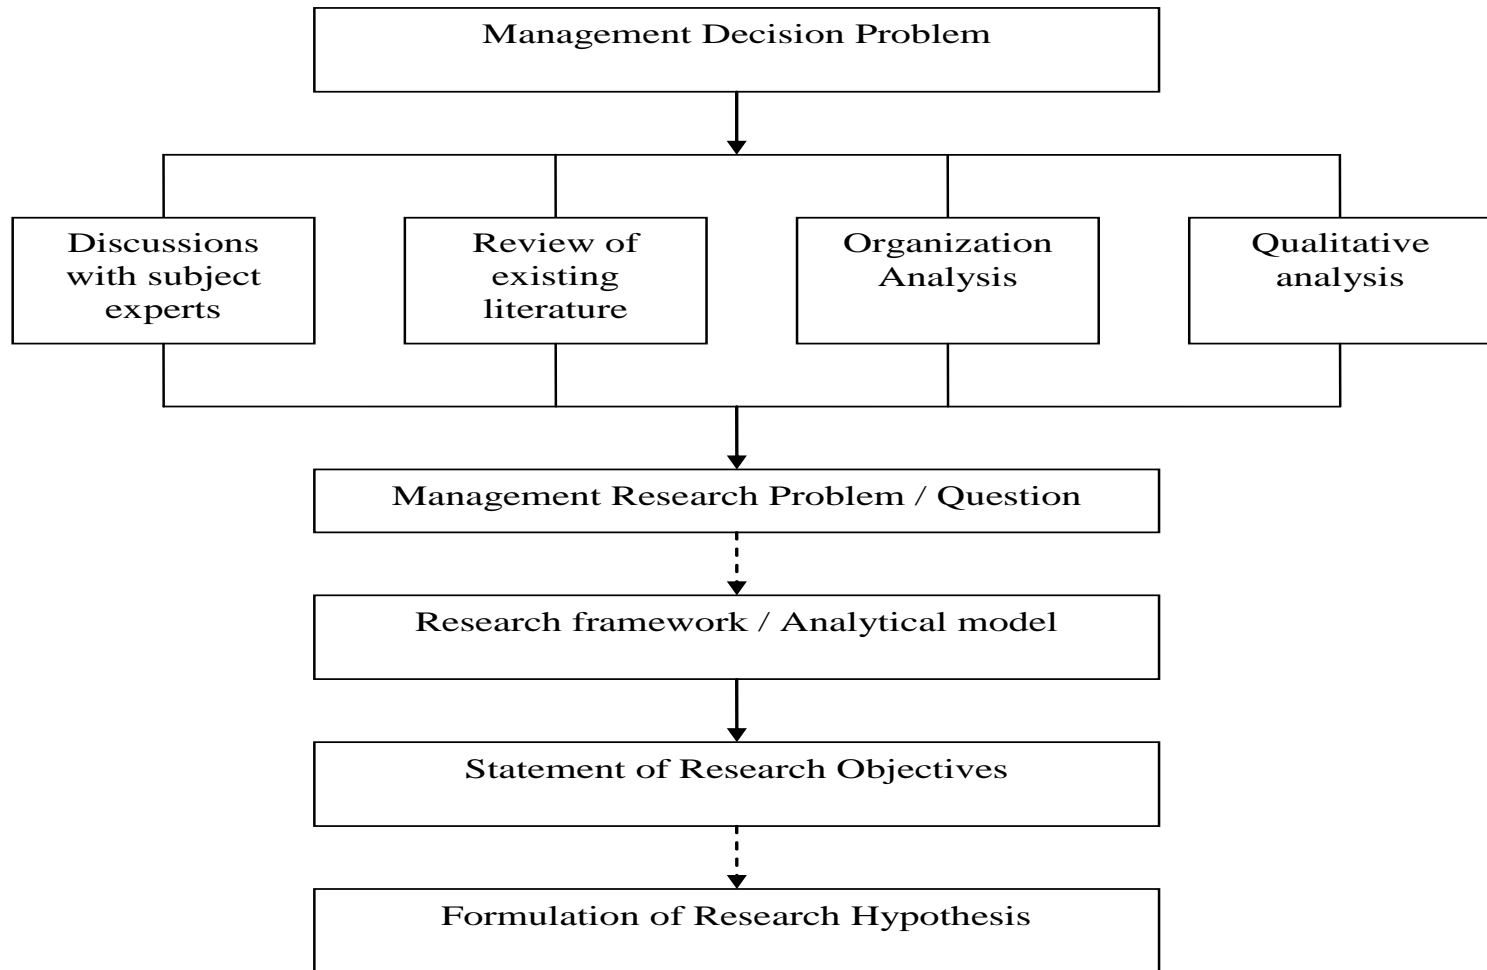 Management Decision Problem
Discussions
with subject
experts
Review of
existing
literature
Organization
Analysis
Qualitative
analysis
Management Research Problem / Question
Research framework / Analytical model
Statement of Research Objectives
Formulation of Research Hypothesis